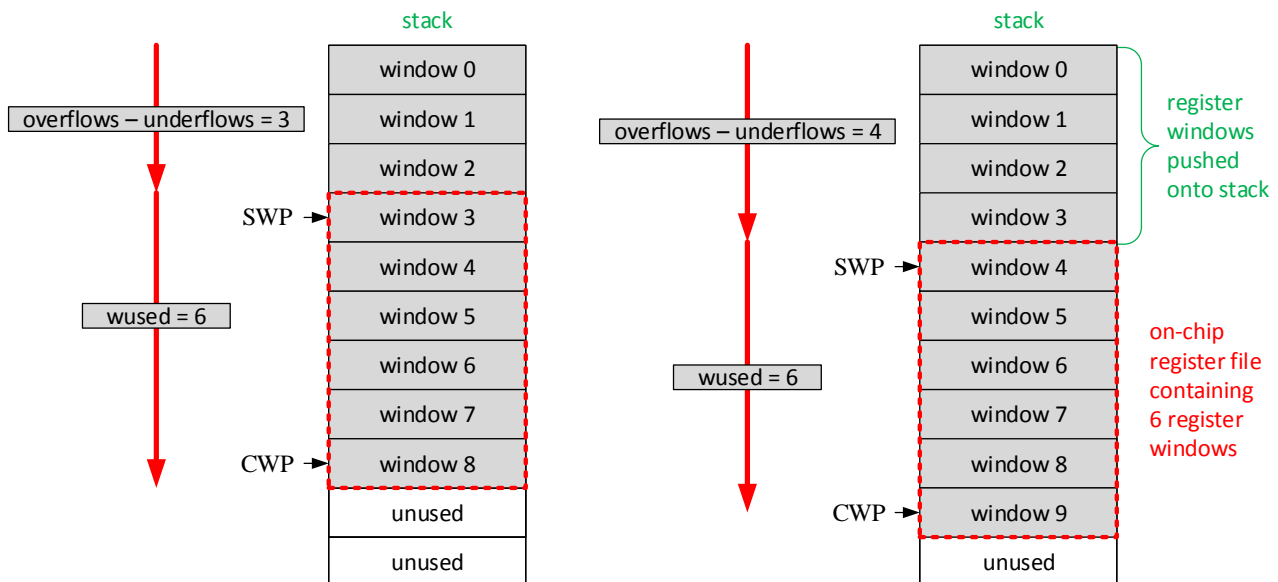 stack
window 0
window 1
overflows – underflows = 3
window 2
SWP
window 3
window 4
window 5
wused = 6
window 6
window 7
CWP
window 8
unused
unused
stack
window 0
window 1
overflows – underflows = 4
window 2
window 3
SWP
window 4
window 5
window 6
wused = 6
window 7
window 8
CWP
window 9
unused
register
windows
pushed
onto stack
on-chip
register file
containing
6 register
windows